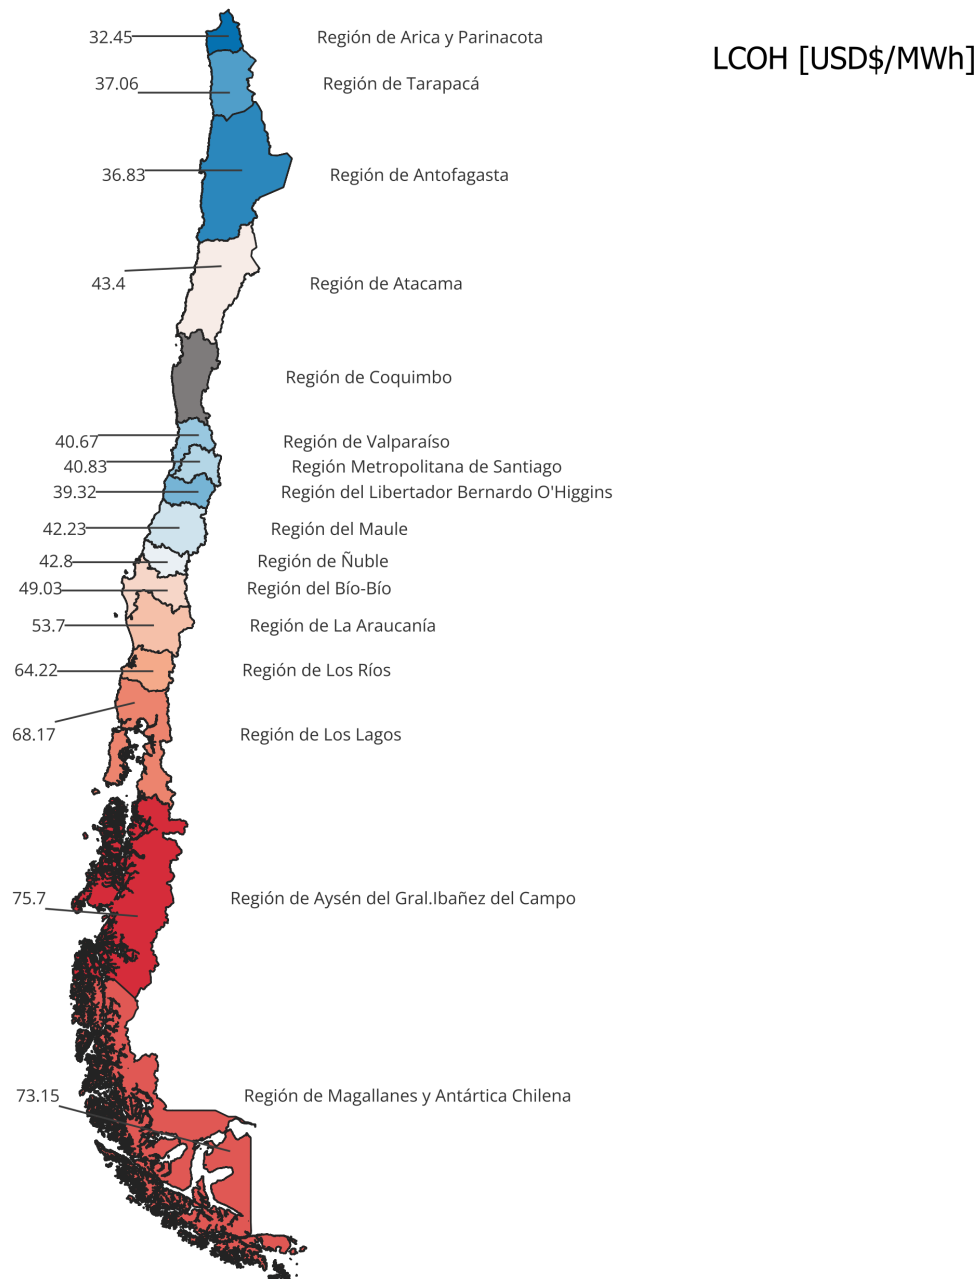 LCOH [USD$/MWh]
32.45 Región de Arica y Parinacota
37.06 Región de Tarapacá
36.83 Región de Antofagasta
43.4 Región de Atacama
Región de Coquimbo
40.67 Región de Valparaíso
40.83 Región Metropolitana de Santiago
39.32 Región del Libertador Bernardo O'Higgins
42.23 Región del Maule
42.8 Región de Ñuble
49.03 Región del Bío-Bío
53.7 Región de La Araucanía
64.22 Región de Los Ríos
68.17 Región de Los Lagos
75.7 Región de Aysén del Gral.Ibañez del Campo
73.15 Región de Magallanes y Antártica Chilena